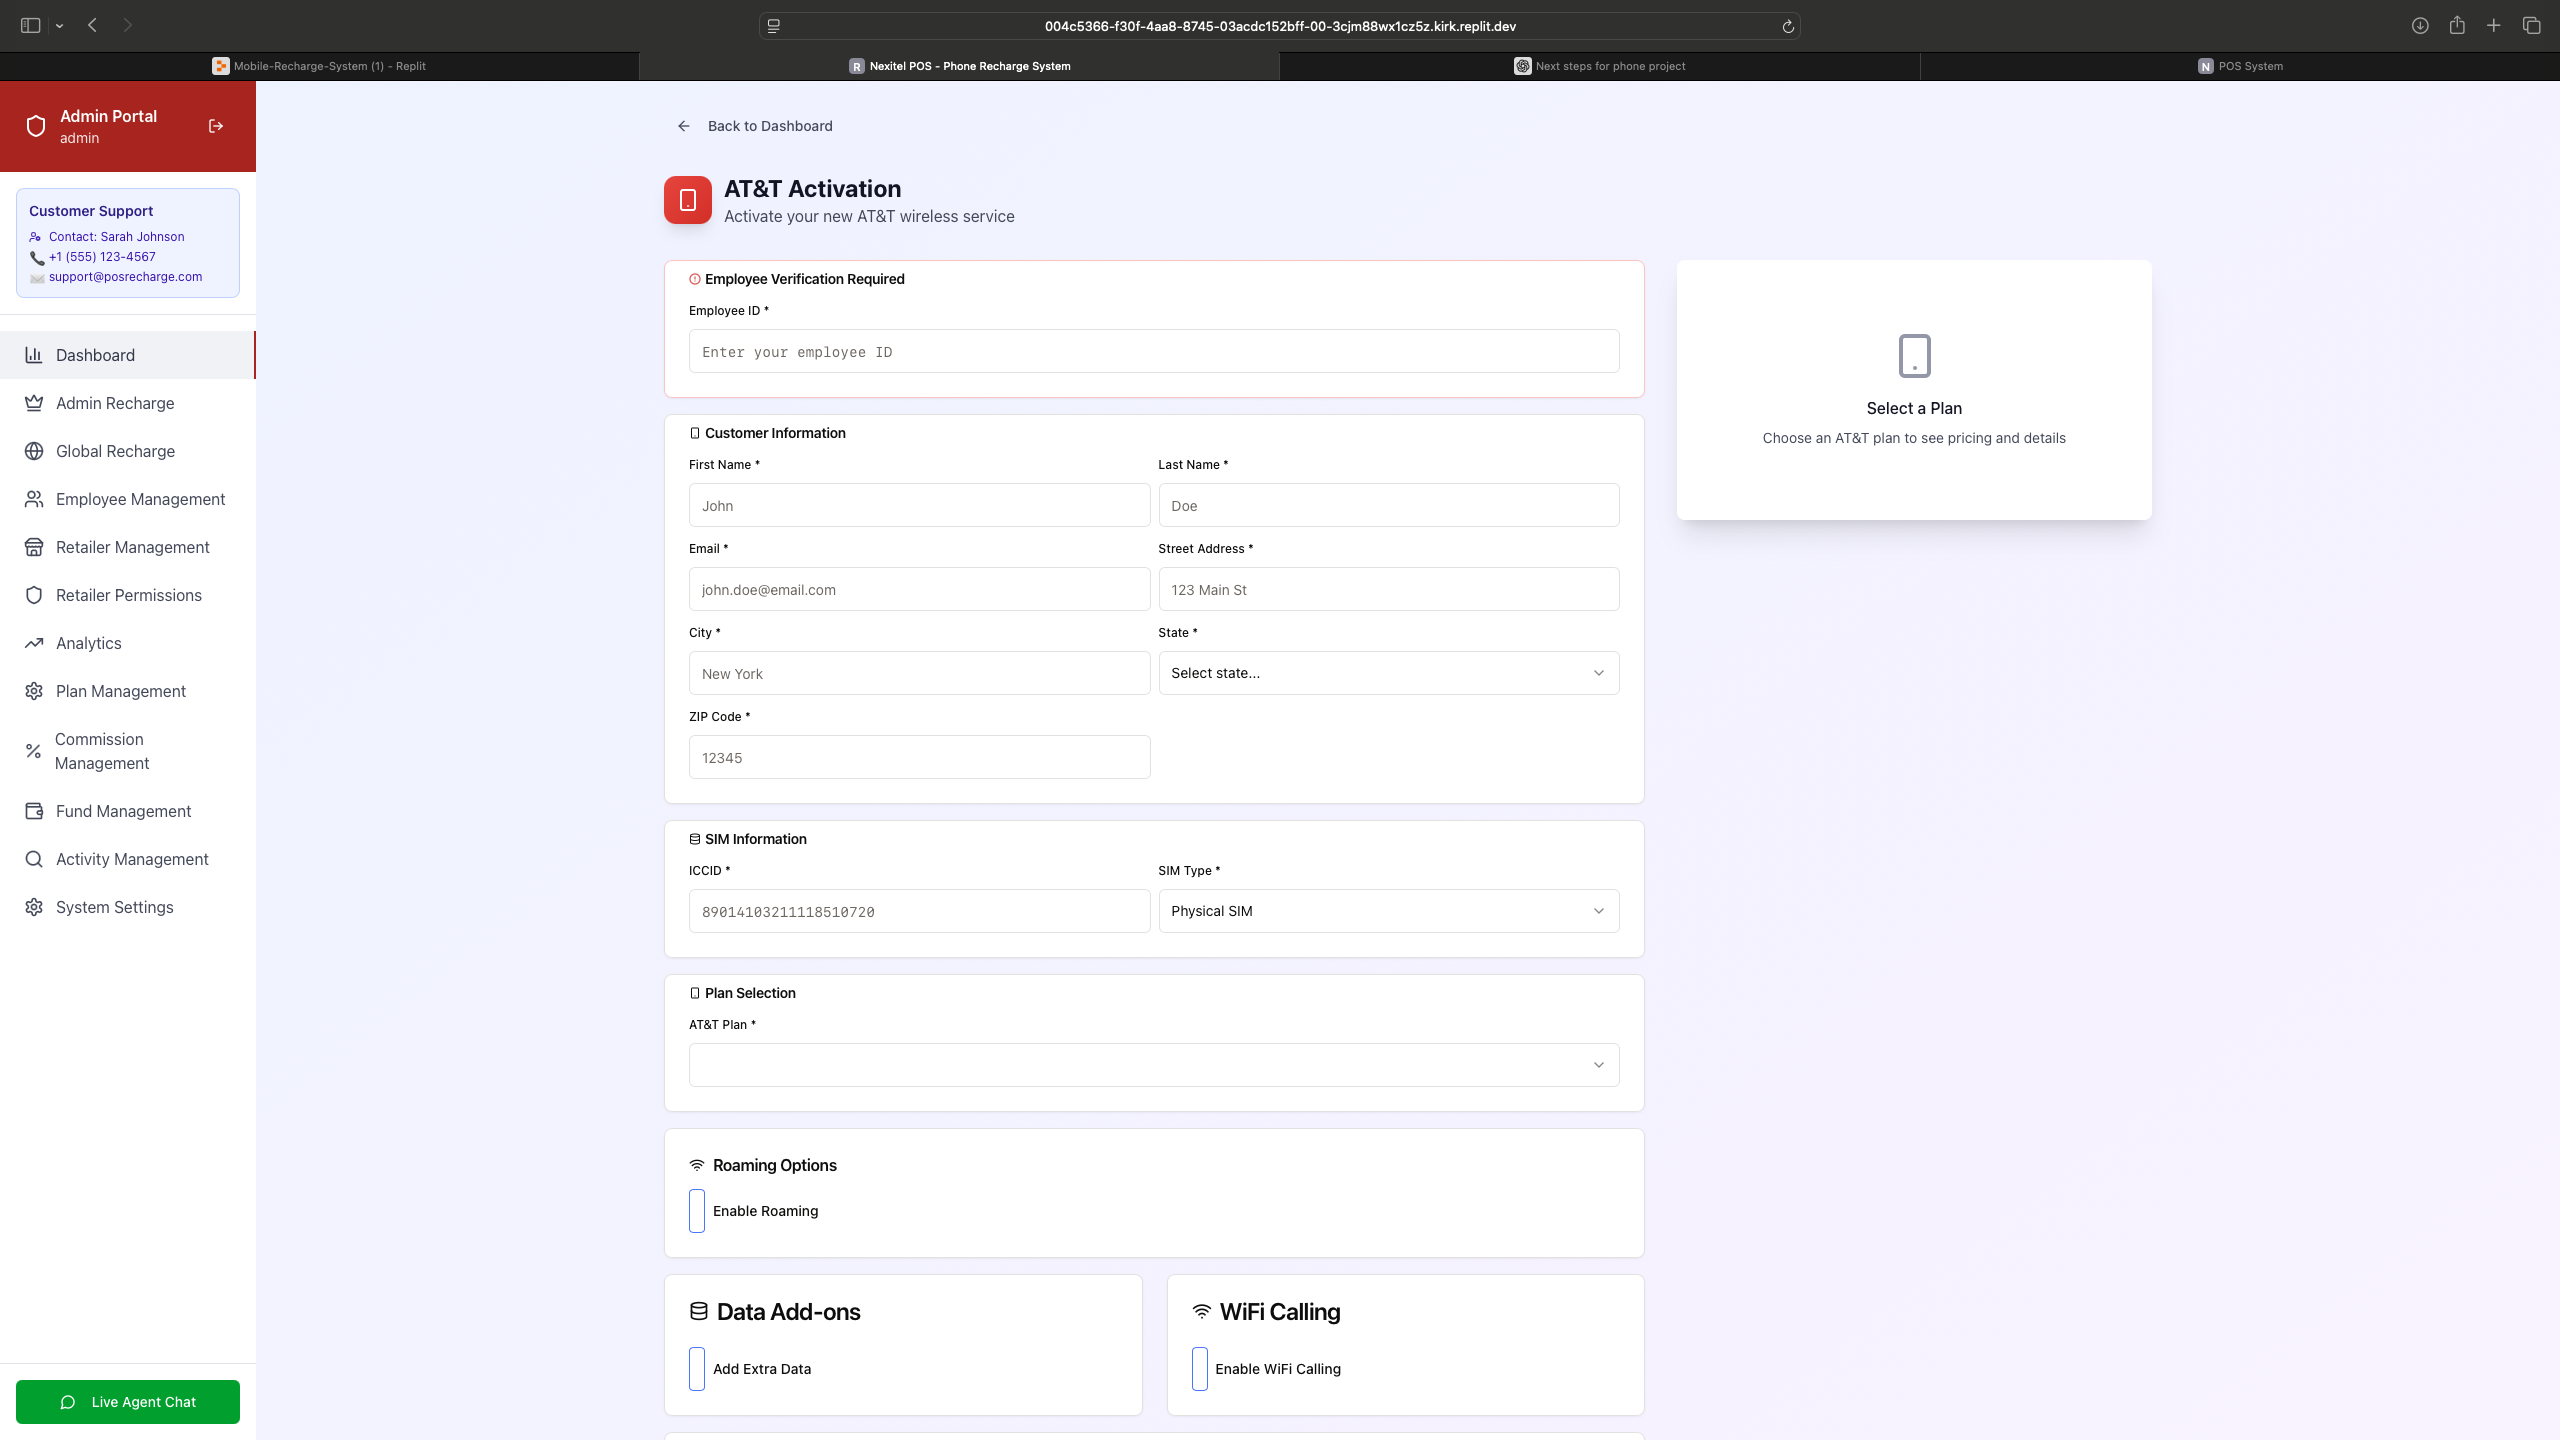 004c5366-f30f-4aa8-8745-03acdc152bff-00-3cjm88wx1cz5z.kirk.replit.dev
Mobile-Recharge-System (1) - Replit
R Nexitel POS - Phone Recharge System
Next steps for phone project
N POS System
Admin Portal
admin
Customer Support
Contact: Sarah Johnson
+1 (555) 123-4567
support@posrecharge.com
Dashboard
Admin Recharge
Global Recharge
Employee Management
Retailer Management
Retailer Permissions
Analytics
Plan Management
Commission
Management
Fund Management
Activity Management
System Settings
Live Agent Chat
Back to Dashboard
AT&T Activation
Activate your new AT&T wireless service
Employee Verification Required
Employee ID *
Enter your employee ID
Customer Information
First Name *
Last Name *
John
Doe
Email *
Street Address *
john.doe@email.com
123 Main St
City *
State *
New York
Select state...
ZIP Code *
12345
SIM Information
ICCID *
SIM Type *
89014103211118510720
Physical SIM
Plan Selection
AT&T Plan *
Roaming Options
Enable Roaming
Data Add-ons
Add Extra Data
WiFi Calling
Enable WiFi Calling
Select a Plan
Choose an AT&T plan to see pricing and details